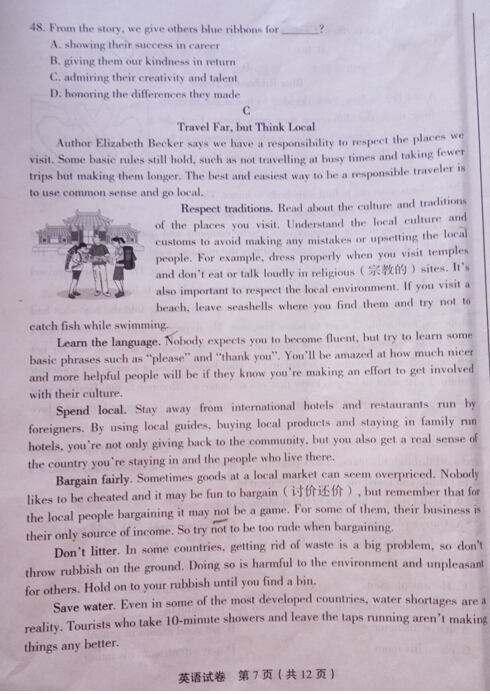 48. From the story, we give others blue ribbons for ______?
A. showing their success in career
B. giving them our kindness in return
C. admiring their creativity and talent
D. honoring the differences they made
C
Travel Far, but Think Local
Author Elizabeth Becker says we have a responsibility to respect the places we
visit. Some basic rules still hold, such as not travelling at busy times and taking fewer
trips but making them longer. The best and easiest way to be a responsible traveler is
to use common sense and go local.
Respect traditions. Read about the culture and traditions
of the places you visit. Understand the local culture and
customs to avoid making any mistakes or upsetting the local
people. For example, dress properly when you visit temples
and don't eat or talk loudly in religious（宗教的）sites. It's
also important to respect the local environment. If you visit a
beach, leave seashells where you find them and try not to
catch fish while swimming.
Learn the language. Nobody expects you to become fluent, but try to learn some
basic phrases such as “please” and “thank you”. You'll be amazed at how much nicer
and more helpful people will be if they know you're making an effort to get involved
with their culture.
Spend local. Stay away from international hotels and restaurants run by
foreigners. By using local guides, buying local products and staying in family run
hotels, you're not only giving back to the community, but you also get a real sense of
the country you're staying in and the people who live there.
Bargain fairly. Sometimes goods at a local market can seem overpriced. Nobody
likes to be cheated and it may be fun to bargain（讨价还价）, but remember that for
the local people bargaining it may not be a game. For some of them, their business is
their only source of income. So try not to be too rude when bargaining.
Don't litter. In some countries, getting rid of waste is a big problem, so don't
throw rubbish on the ground. Doing so is harmful to the environment and unpleasant
for others. Hold on to your rubbish until you find a bin.
Save water. Even in some of the most developed countries, water shortages are a
reality. Tourists who take 10-minute showers and leave the taps running aren't making
things any better.
英语试卷 第 7 页（共 12 页）